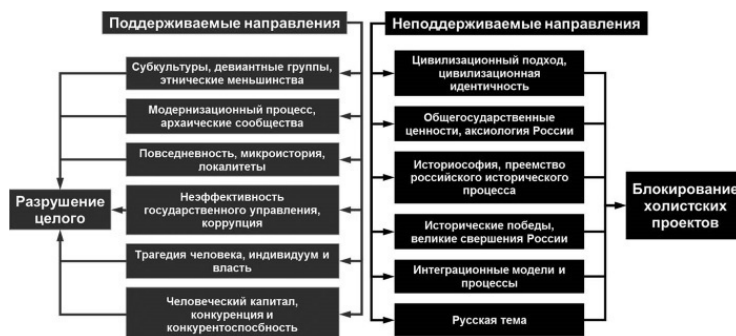 Поддерживаемые направления
Субкультуры, девиантные группы,
этнические меньшинства
Модернизационный процесс,
архаические сообщества
Повседневность, микроистория,
локалитеты
Неэффективность
государственного управления,
коррупция
Трагедия человека, индивидуум и
власть
Человеческий капитал,
конкуренция и
конкурентоспосбность
Разрушение
целого
Неподдерживаемые направления
Цивилизационный подход,
цивилизационная
идентичность
Общегосударственные
ценности, аксиология России
Историософия, преемство
российского исторического
процесса
Исторические победы,
великие свершения России
Интеграционные модели и
процессы
Русская тема
Блокирование
холистских
проектов